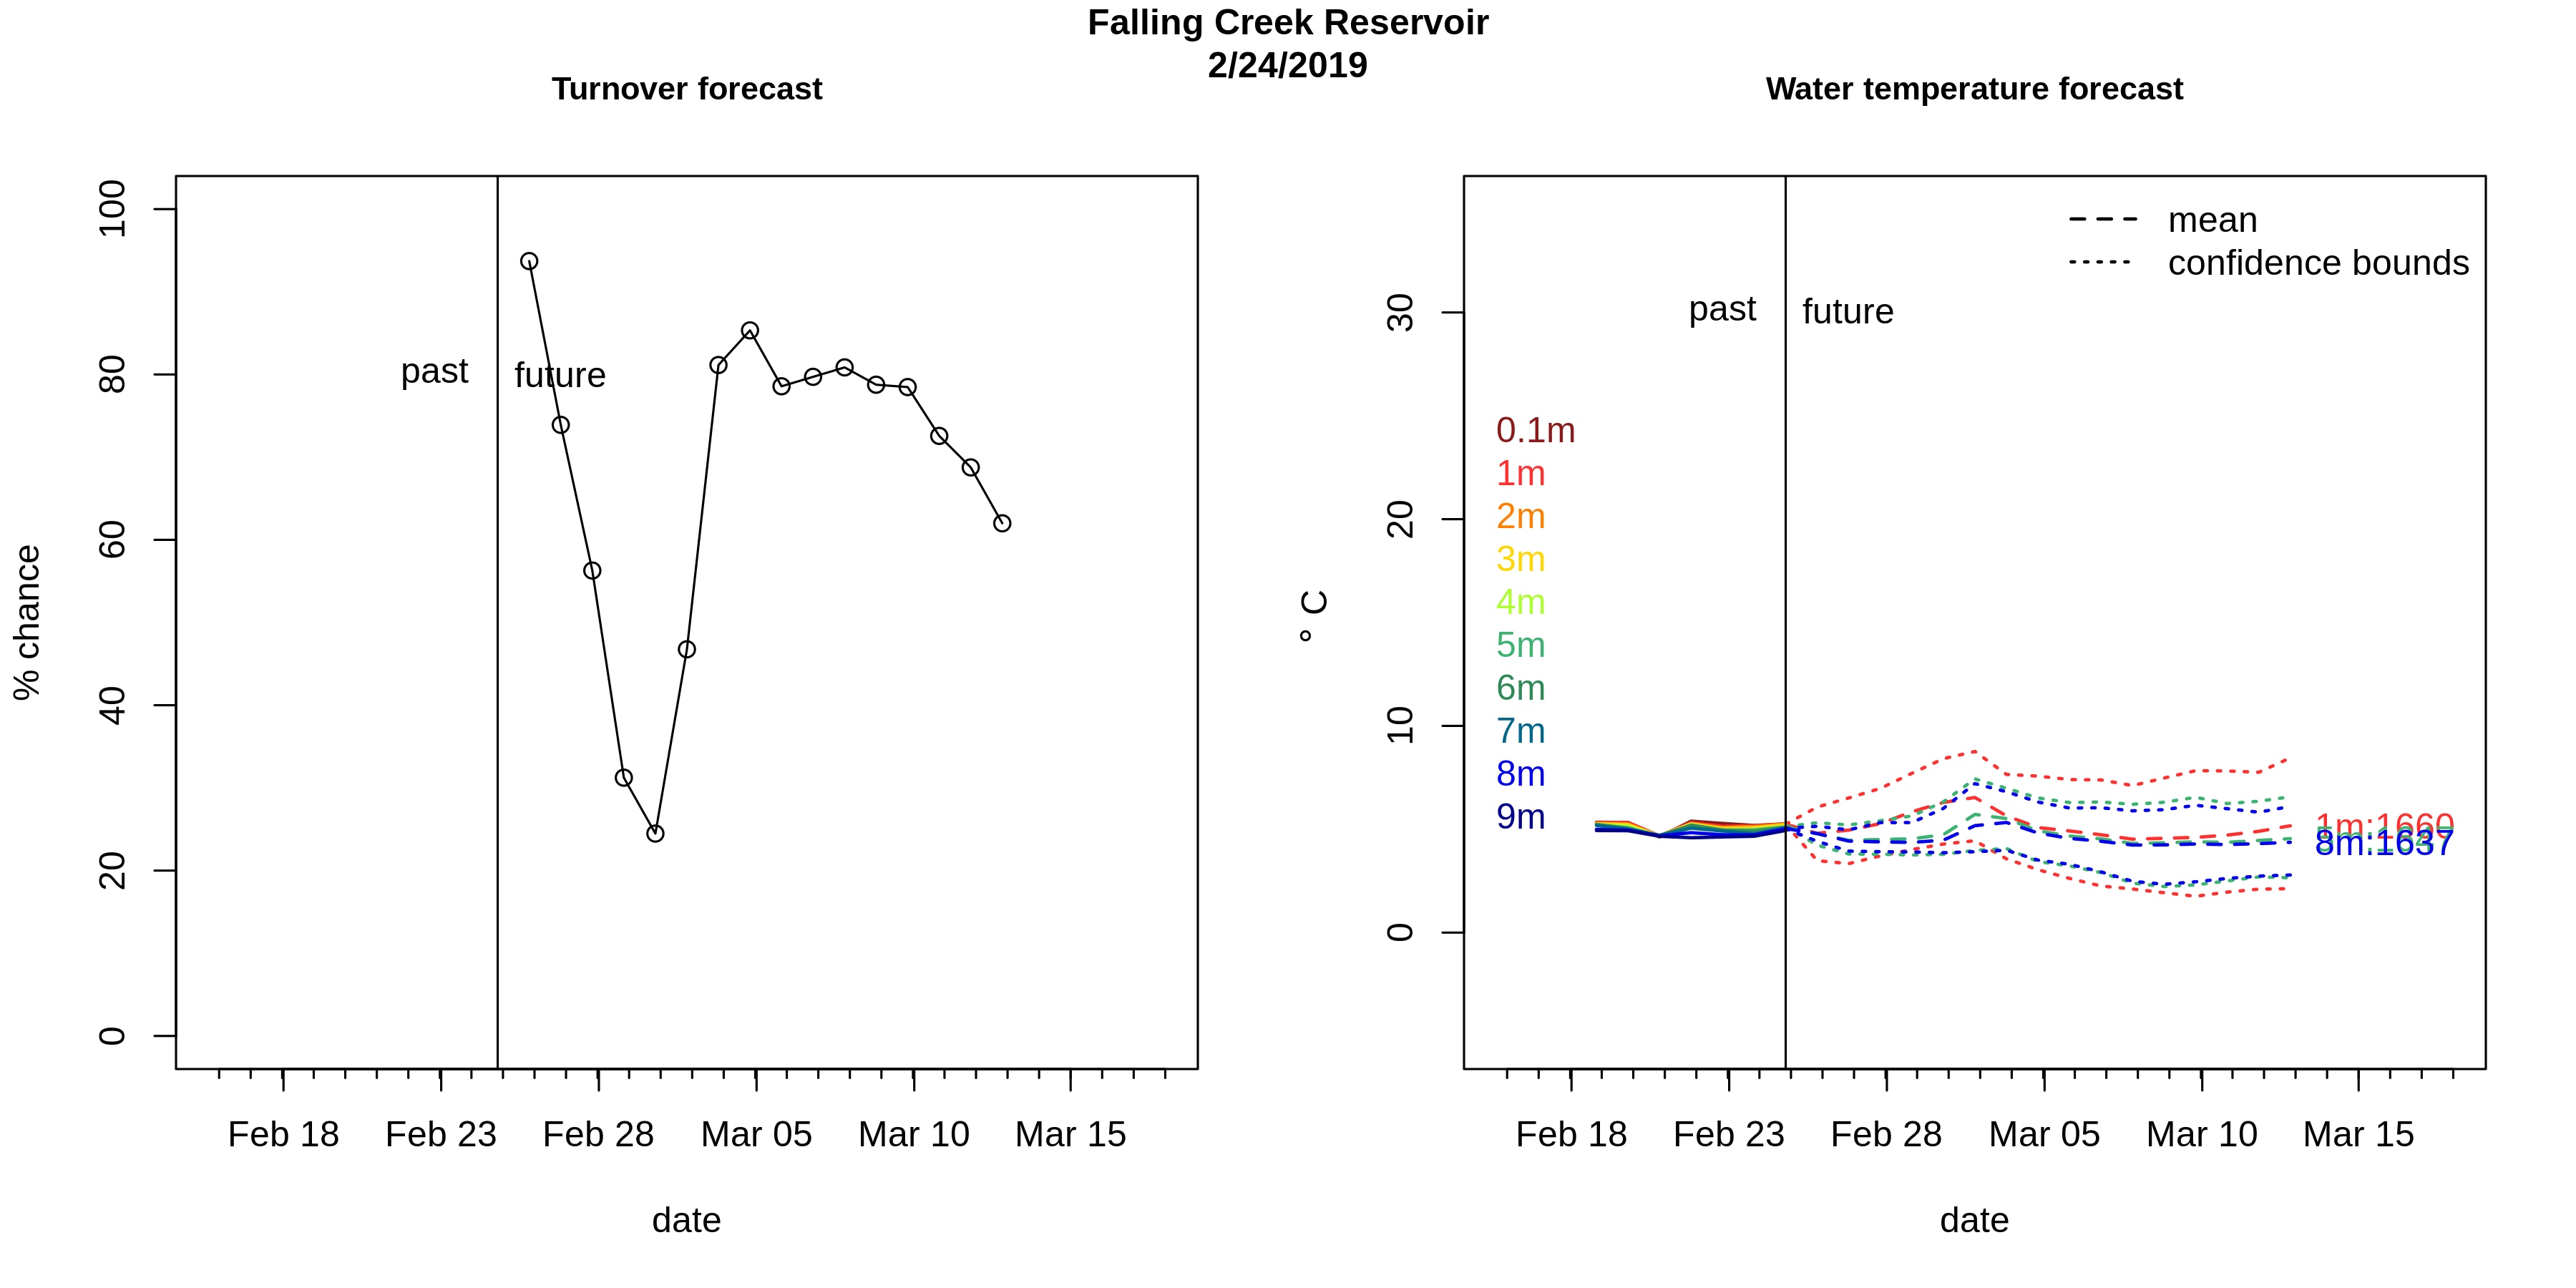 Falling Creek Reservoir
2/24/2019
Turnover forecast
% chance
100
80
60
40
20
0
past
future
Feb 18
Feb 23
Feb 28
Mar 05
Mar 10
Mar 15
date
Water temperature forecast
° C
30
20
10
0
mean
confidence bounds
past
future
0.1m
1m
2m
3m
4m
5m
6m
7m
8m
9m
1m:1660
8m:1637
Feb 18
Feb 23
Feb 28
Mar 05
Mar 10
Mar 15
date